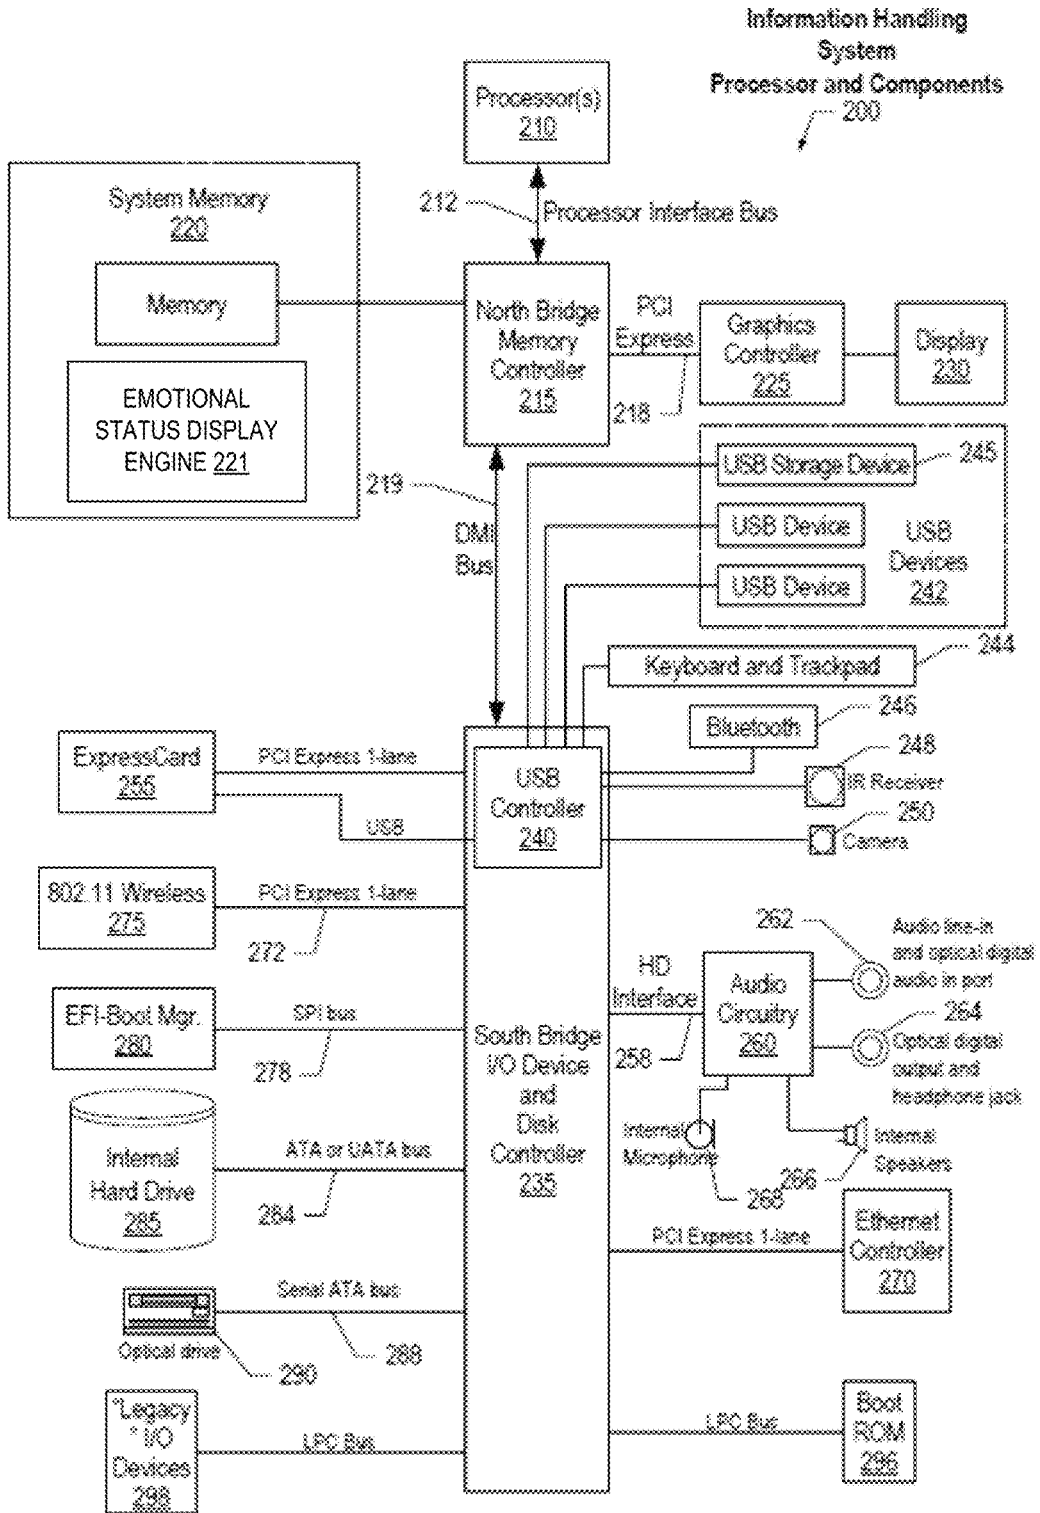 Information Handling
System
Processor and Components
200
Processor(s)
210
212
Processor Interface Bus
System Memory
220
Memory
EMOTIONAL
STATUS DISPLAY
ENGINE 221
North Bridge
Memory
Controller
215
PCI
Express
218
Graphics
Controller
225
Display
230
219
DMI
Bus
USB Storage Device
245
USB Device
USB Device
USB
Devices
242
Keyboard and Trackpad
244
Bluetooth
246
IR Receiver
248
Camera
250
ExpressCard
255
PCI Express 1-lane
USB
USB
Controller
240
802.11 Wireless
275
PCI Express 1-lane
272
EFI-Boot Mgr.
280
SPI bus
278
Internal
Hard Drive
285
ATA or UATA bus
284
Optical drive
290
Serial ATA bus
288
"Legacy
" I/O
Devices
298
LPC Bus
South Bridge
I/O Device
and
Disk
Controller
235
HD
Interface
258
Audio
Circuitry
260
262
Audio line-in
and optical digital
audio in port
264
Optical digital
output and
headphone jack
Internal
Microphone
268
Internal
Speakers
266
PCI Express 1-lane
Ethernet
Controller
270
LPC Bus
Boot
ROM
296